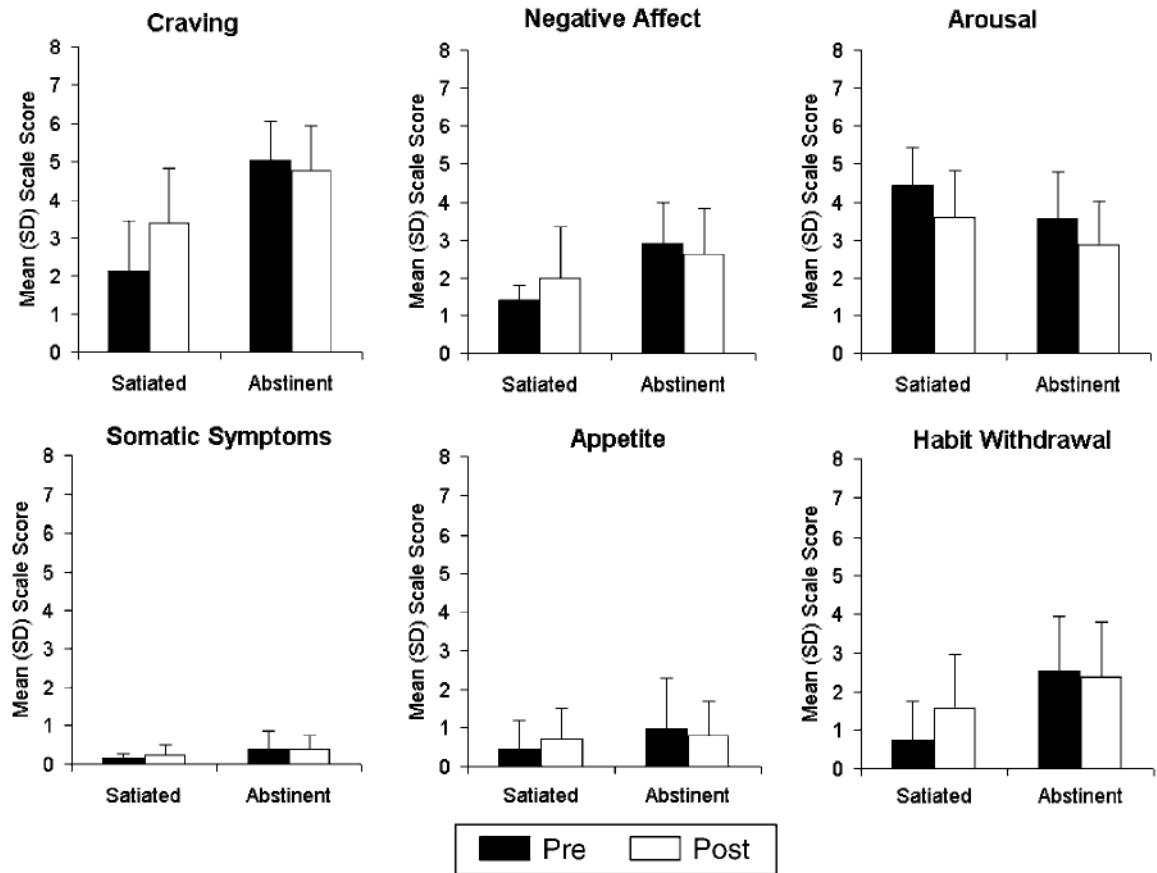 Craving
Mean (SD) Scale Score
8
7
6
5
4
3
2
1
0
Satiated Abstinent
Negative Affect
Mean (SD) Scale Score
8
7
6
5
4
3
2
1
0
Satiated Abstinent
Arousal
Mean (SD) Scale Score
8
7
6
5
4
3
2
1
0
Satiated Abstinent
Somatic Symptoms
Mean (SD) Scale Score
8
7
6
5
4
3
2
1
0
Satiated Abstinent
Appetite
Mean (SD) Scale Score
8
7
6
5
4
3
2
1
0
Satiated Abstinent
Habit Withdrawal
Mean (SD) Scale Score
8
7
6
5
4
3
2
1
0
Satiated Abstinent
Pre Post